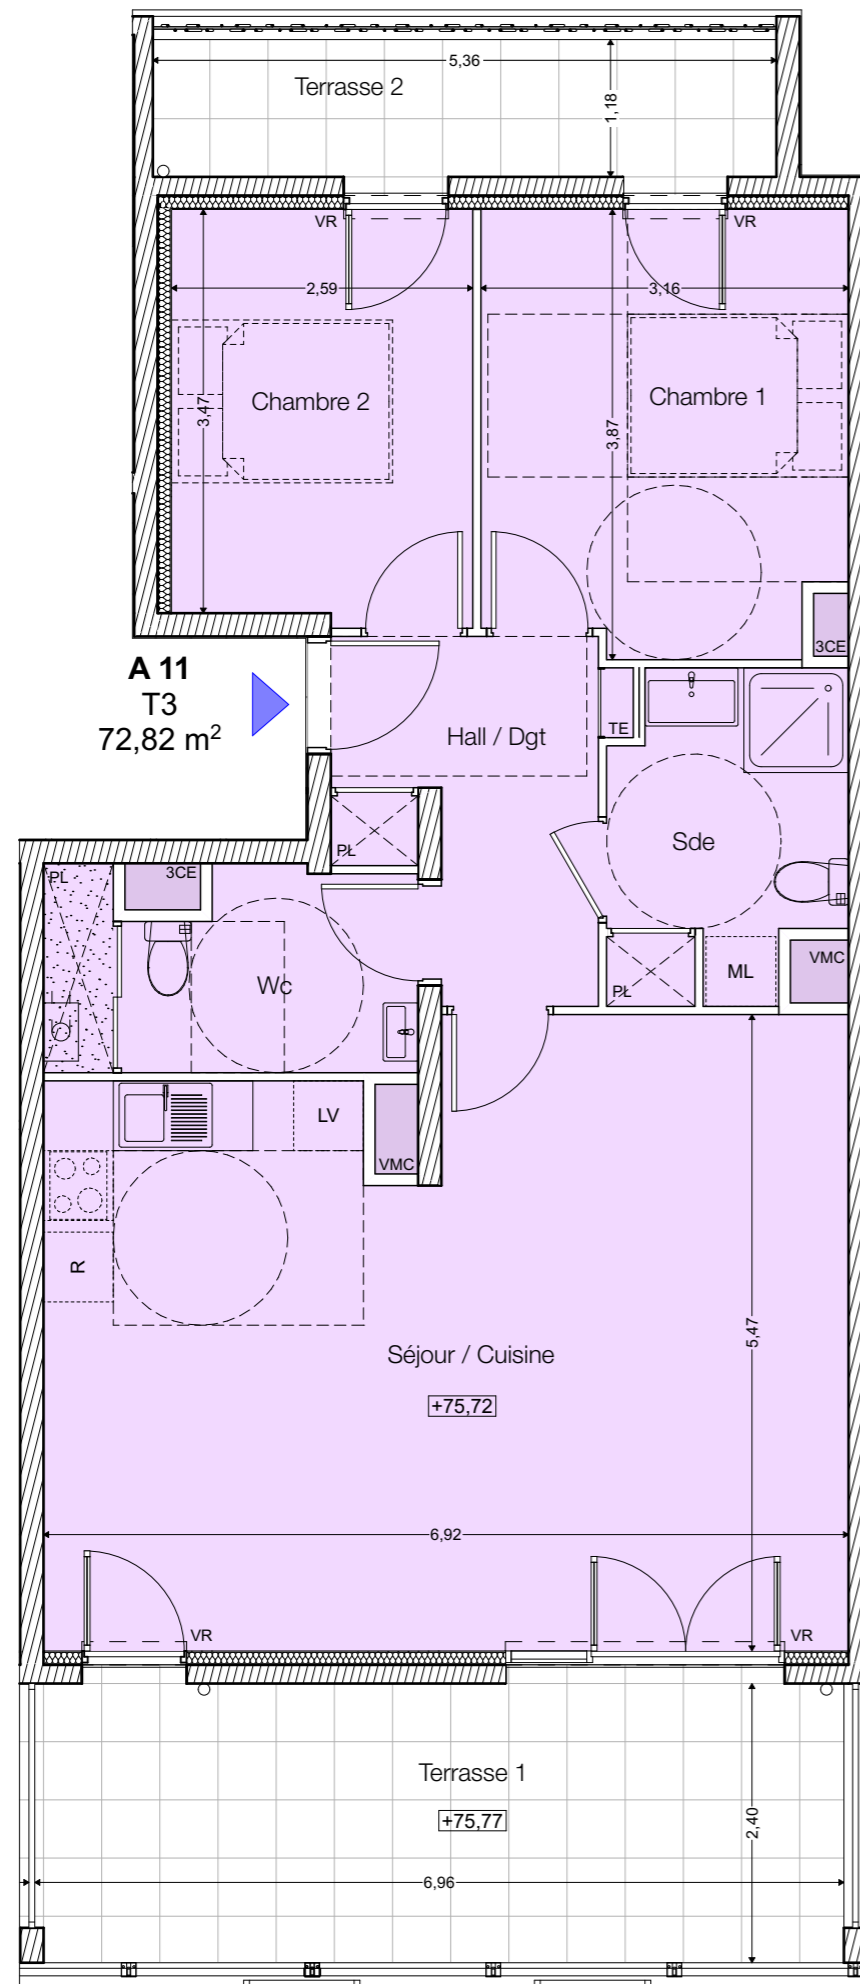 5,36
Terrasse 2
1,18
VR
VR
2,59
3,16
Chambre 2
Chambre 1
3,47
3,87
3CE
A 11
T3
72,82 m²
Hall / Dgt
TE
PL
Sde
PL
3CE
Wc
PL
ML
VMC
LV
VMC
R
Séjour / Cuisine
5,47
+75,72
6,92
VR
VR
Terrasse 1
+75,77
2,40
6,96